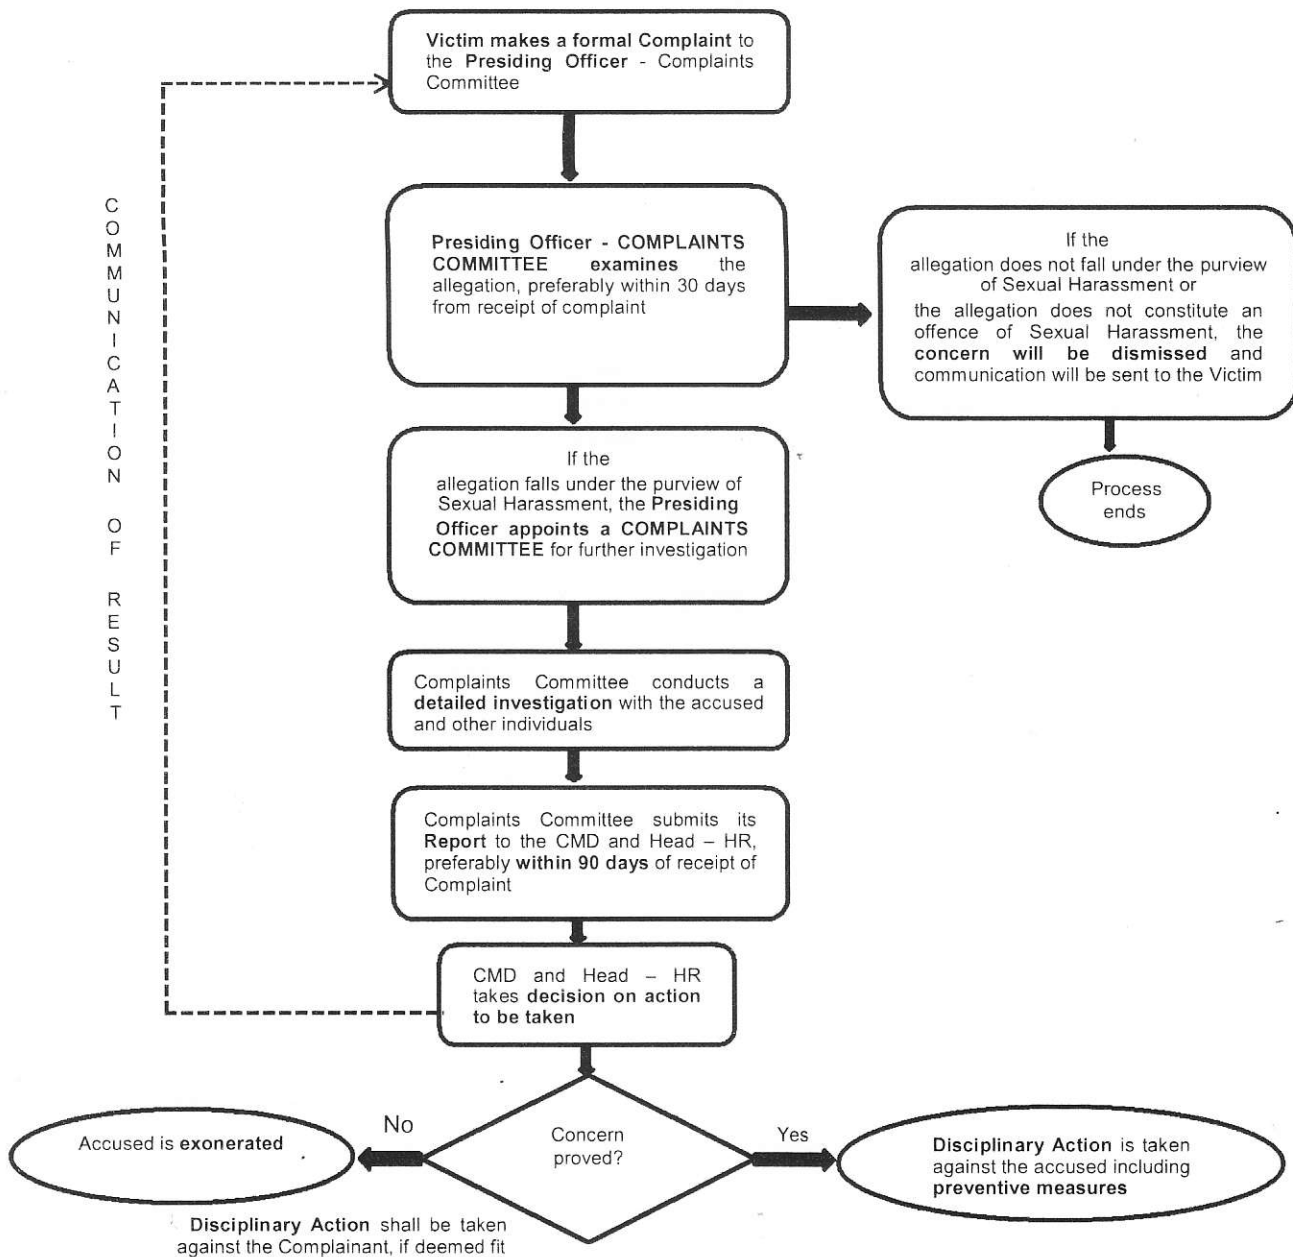 Victim makes a formal Complaint to
the Presiding Officer - Complaints
Committee
COMMUNICATION OF RESULT
Presiding Officer - COMPLAINTS
COMMITTEE examines the
allegation, preferably within 30 days
from receipt of complaint
If the
allegation does not fall under the purview
of Sexual Harassment or
the allegation does not constitute an
offence of Sexual Harassment, the
concern will be dismissed and
communication will be sent to the Victim
Process
ends
If the
allegation falls under the purview of
Sexual Harassment, the Presiding
Officer appoints a COMPLAINTS
COMMITTEE for further investigation
Complaints Committee conducts a
detailed investigation with the accused
and other individuals
Complaints Committee submits its
Report to the CMD and Head – HR,
preferably within 90 days of receipt of
Complaint
CMD and Head – HR
takes decision on action
to be taken
Concern
proved?
No
Accused is exonerated
Yes
Disciplinary Action is taken
against the accused including
preventive measures
Disciplinary Action shall be taken
against the Complainant, if deemed fit